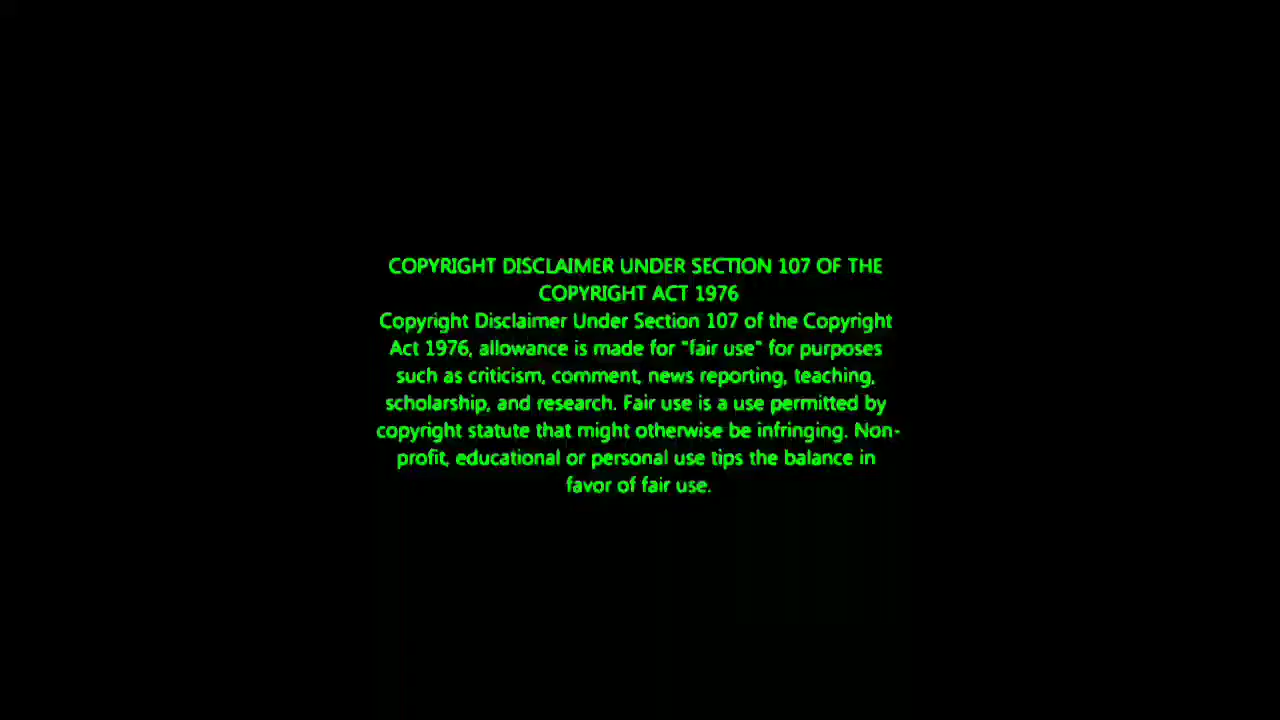 COPYRIGHT DISCLAIMER UNDER SECTION 107 OF THE
COPYRIGHT ACT 1976
Copyright Disclaimer Under Section 107 of the Copyright
Act 1976, allowance is made for "fair use" for purposes
such as criticism, comment, news reporting, teaching,
scholarship, and research. Fair use is a use permitted by
copyright statute that might otherwise be infringing. Non-
profit, educational or personal use tips the balance in
favor of fair use.